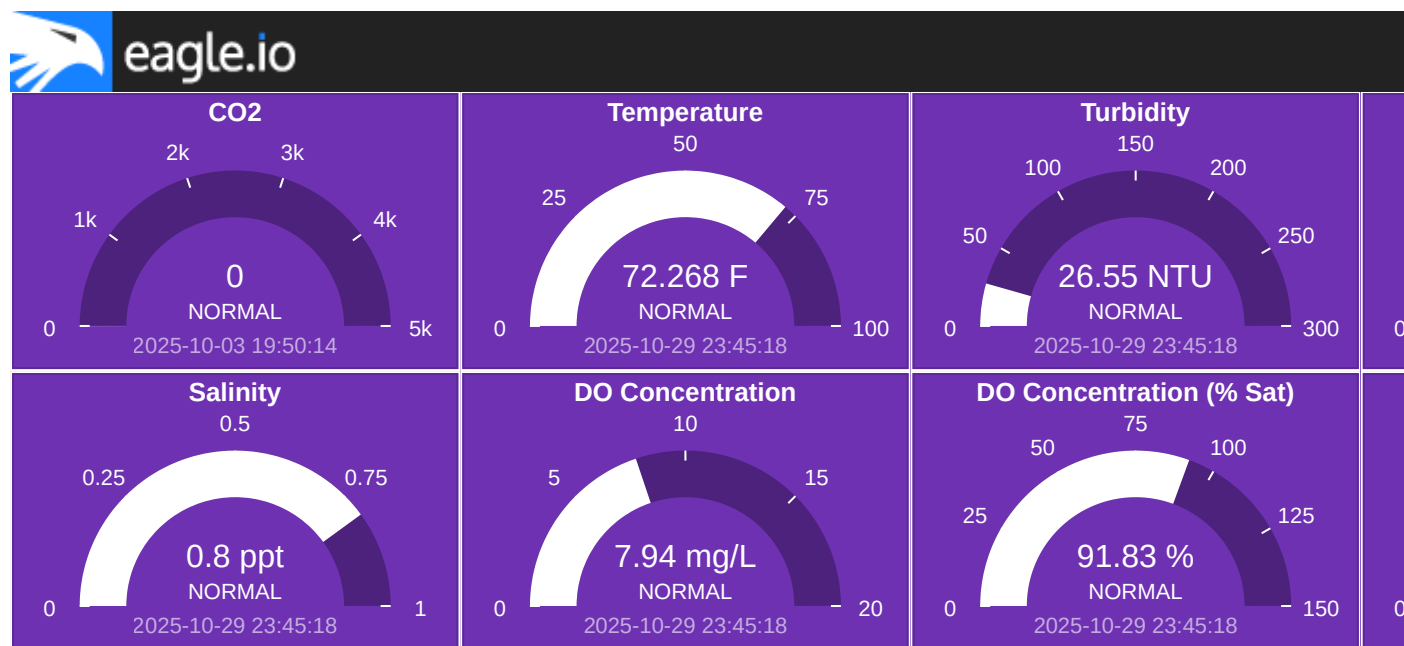 eagle.io
CO2
0
1k
2k
3k
4k
5k
0
NORMAL
2025-10-03 19:50:14
Temperature
0
25
50
75
100
72.268 F
NORMAL
2025-10-29 23:45:18
Turbidity
0
50
100
150
200
250
300
26.55 NTU
NORMAL
2025-10-29 23:45:18
0
Salinity
0
0.25
0.5
0.75
1
0.8 ppt
NORMAL
2025-10-29 23:45:18
DO Concentration
0
5
10
15
20
7.94 mg/L
NORMAL
2025-10-29 23:45:18
DO Concentration (% Sat)
0
25
50
75
100
125
150
91.83 %
NORMAL
2025-10-29 23:45:18
0